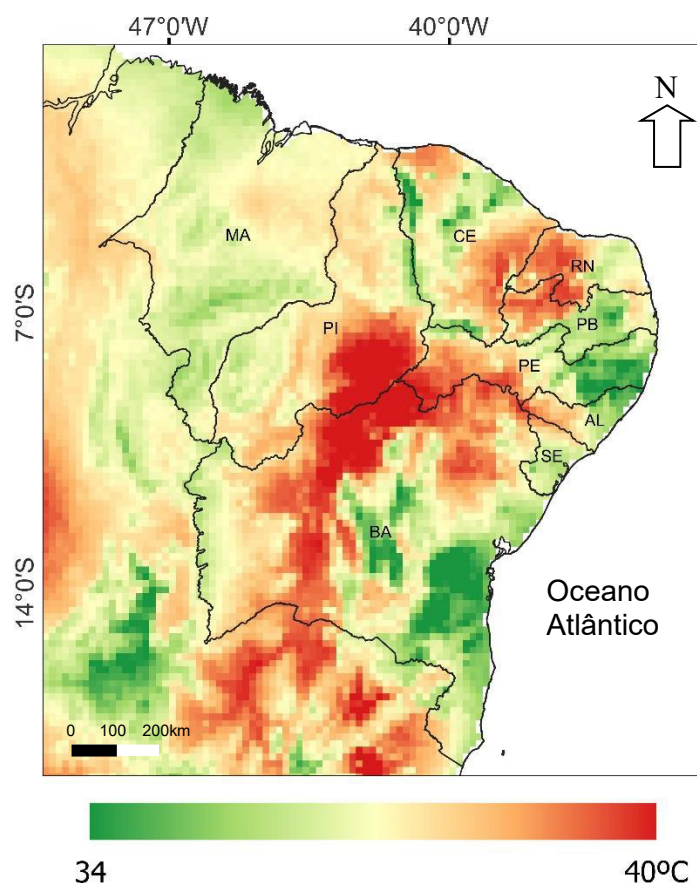 47°0'W 40°0'W
N
MA
CE
RN
7°0'S
PI
PB
PE
AL
SE
BA
14°0'S
Oceano
Atlântico
0 100 200km
34 40ºC